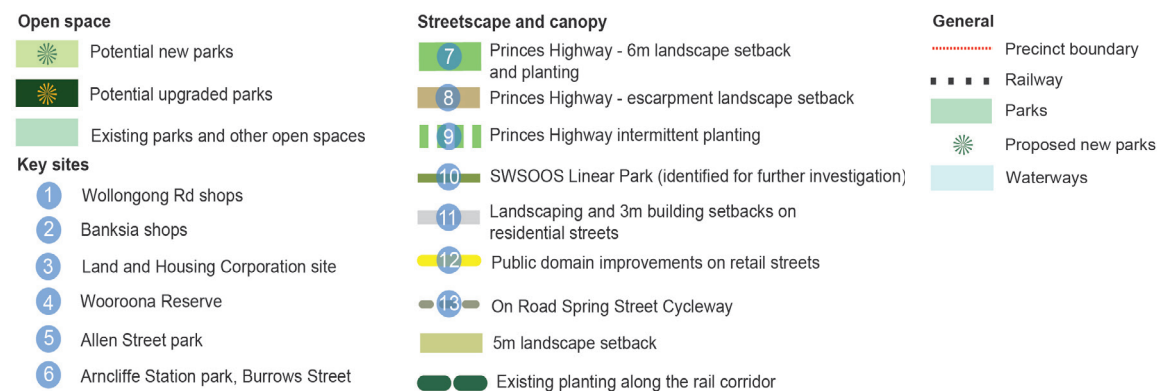 Open space
Potential new parks
Potential upgraded parks
Existing parks and other open spaces
Key sites
1 Wollongong Rd shops
2 Banksia shops
3 Land and Housing Corporation site
4 Wooroona Reserve
5 Allen Street park
6 Arncliffe Station park, Burrows Street
Streetscape and canopy
7 Princes Highway - 6m landscape setback
and planting
8 Princes Highway - escarpment landscape setback
9 Princes Highway intermittent planting
10 SWSOOS Linear Park (identified for further investigation)
11 Landscaping and 3m building setbacks on
residential streets
12 Public domain improvements on retail streets
13 On Road Spring Street Cycleway
5m landscape setback
Existing planting along the rail corridor
General
Precinct boundary
Railway
Parks
Proposed new parks
Waterways